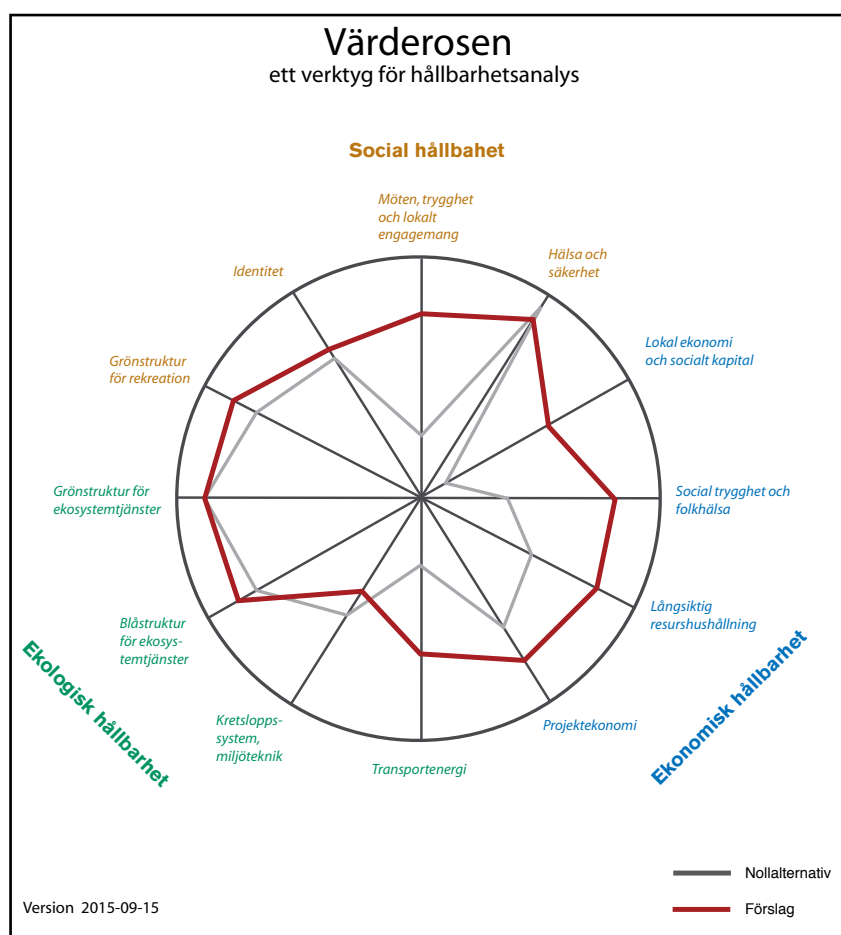 Värderosen
ett verktyg för hållbarhetsanalys
Social hållbahet
Möten, trygghet
och lokalt
engagemang
Identitet
Hälsa och
säkerhet
Lokal ekonomi
och socialt kapital
Grönstruktur
för rekreation
Grönstruktur för
ekosystemtjänster
Social trygghet och
folkhälsa
Blåstruktur
för ekosys-
temtjänster
Långsiktig
resurshushållning
Ekologisk hållbarhet
Ekonomisk hållbarhet
Kretslopps-
system,
miljöteknik
Projektekonomi
Transportenergi
Nollalternativ
Förslag
Version 2015-09-15